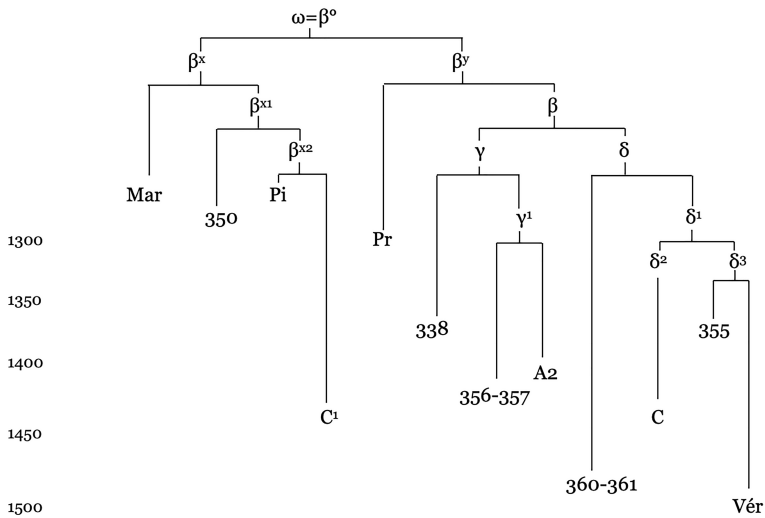 ω=βº
βˣ βʸ
βˣ¹ β
βˣ² γ δ
Mar Pi
350 γ¹ δ¹
1300 Pr
δ² δ³
1350
338 355
1400
A2
356-357
C¹ C
1450
360-361
1500 Vér